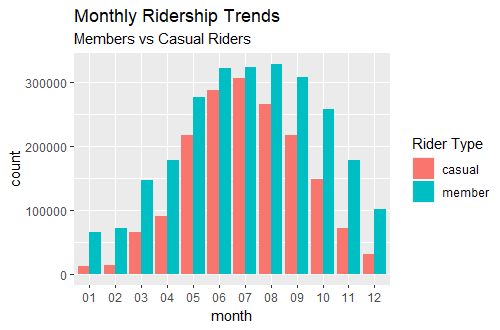 Monthly Ridership Trends
Members vs Casual Riders
300000
200000
100000
0
count
01 02 03 04 05 06 07 08 09 10 11 12
month
Rider Type
casual
member